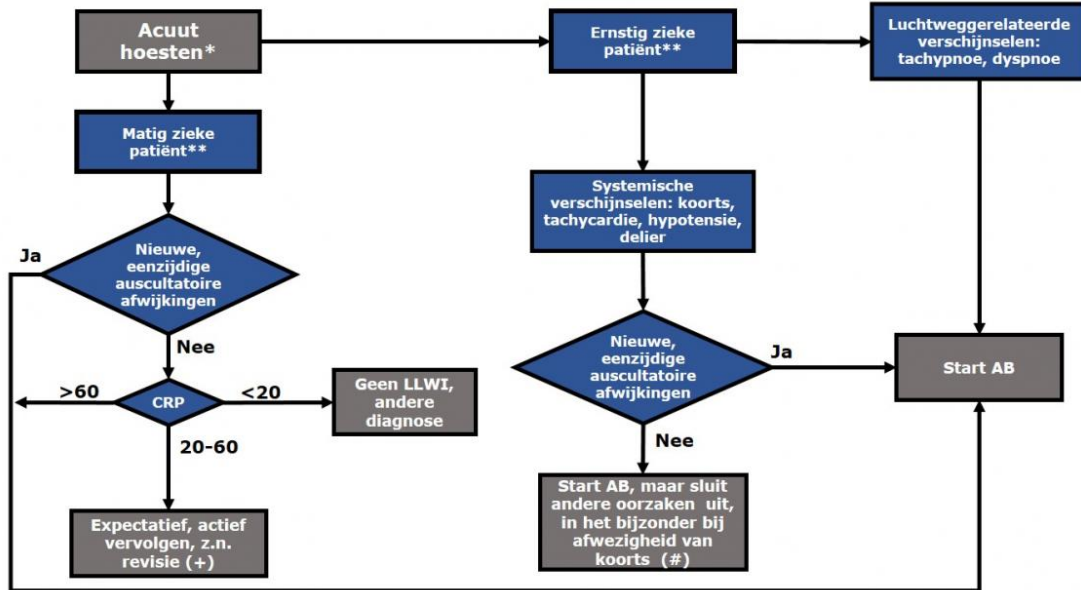 Acuut
hoesten*
Ernstig zieke
patiënt**
Luchtweggerelateerde
verschijnselen:
tachypnoe, dyspnoe
Matig zieke
patiënt**
Systemische
verschijnselen: koorts,
tachycardie, hypotensie,
delier
Ja
Nieuwe,
eenzijdige
auscultatoire
afwijkingen
Nee
Nieuwe,
eenzijdige
auscultatoire
afwijkingen
Ja
Start AB
>60
CRP
<20
Geen LLWI,
andere
diagnose
20-60
Nee
Expectatief, actief
vervolgen, z.n.
revisie (+)
Start AB, maar sluit
andere oorzaken uit,
in het bijzonder bij
afwezigheid van
koorts (#)